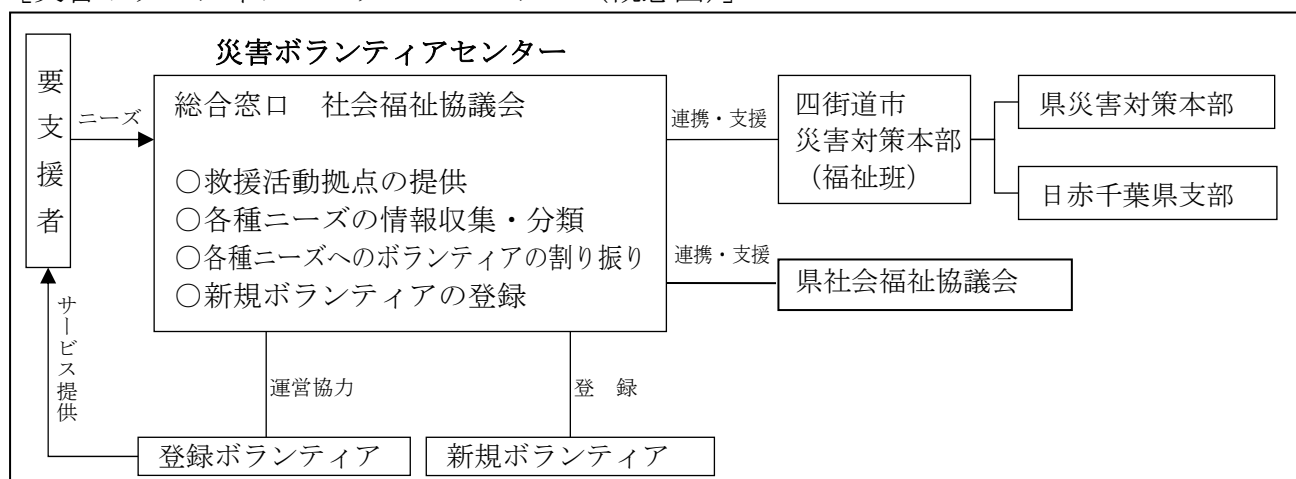 災害ボランティアセンター
要支援者
ニーズ
総合窓口　社会福祉協議会
○救援活動拠点の提供
○各種ニーズの情報収集・分類
○各種ニーズへのボランティアの割り振り
○新規ボランティアの登録
連携・支援
四街道市
災害対策本部
（福祉班）
県災害対策本部
日赤千葉県支部
連携・支援
県社会福祉協議会
サービス提供
運営協力
登　録
登録ボランティア
新規ボランティア